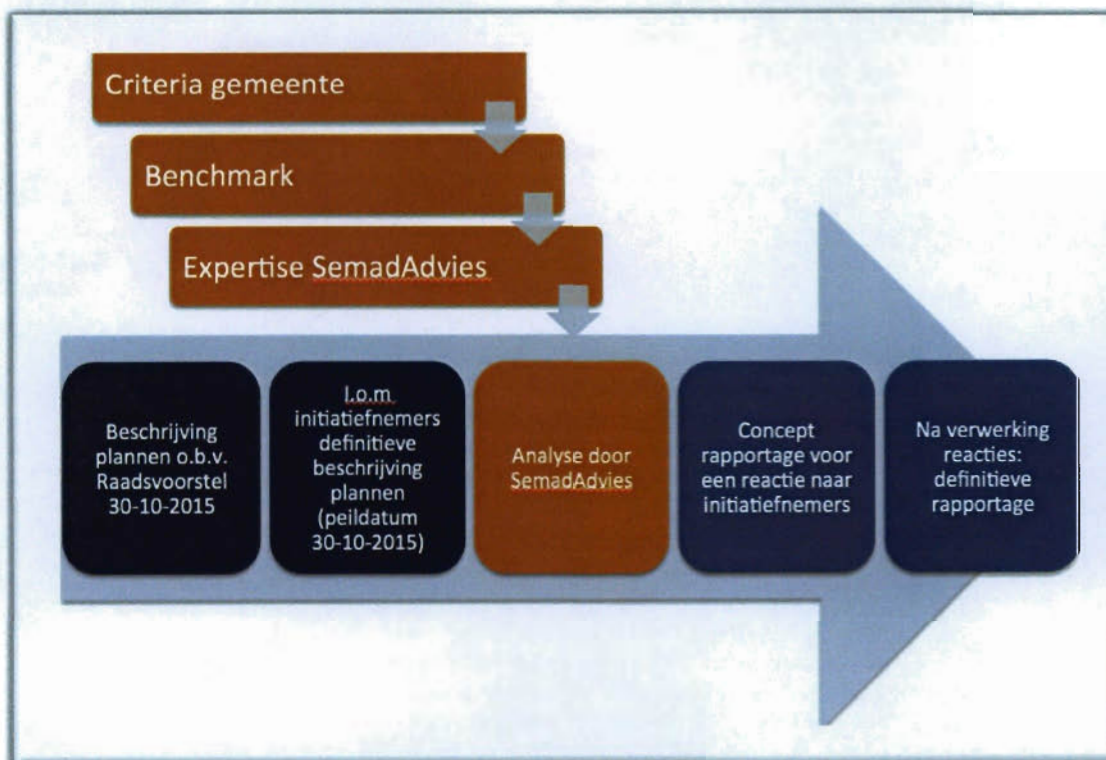 Criteria gemeente
Benchmark
Expertise SemadAdvies
Beschrijving
plannen o.b.v.
Raadsvoorstel
30-10-2015
I.o.m
initiatiefnemers
definitieve
beschrijving
plannen
(peildatum
30-10-2015)
Analyse door
SemadAdvies
Concept
rapportage voor
een reactie naar
initiatiefnemers
Na verwerking
reacties:
definitieve
rapportage